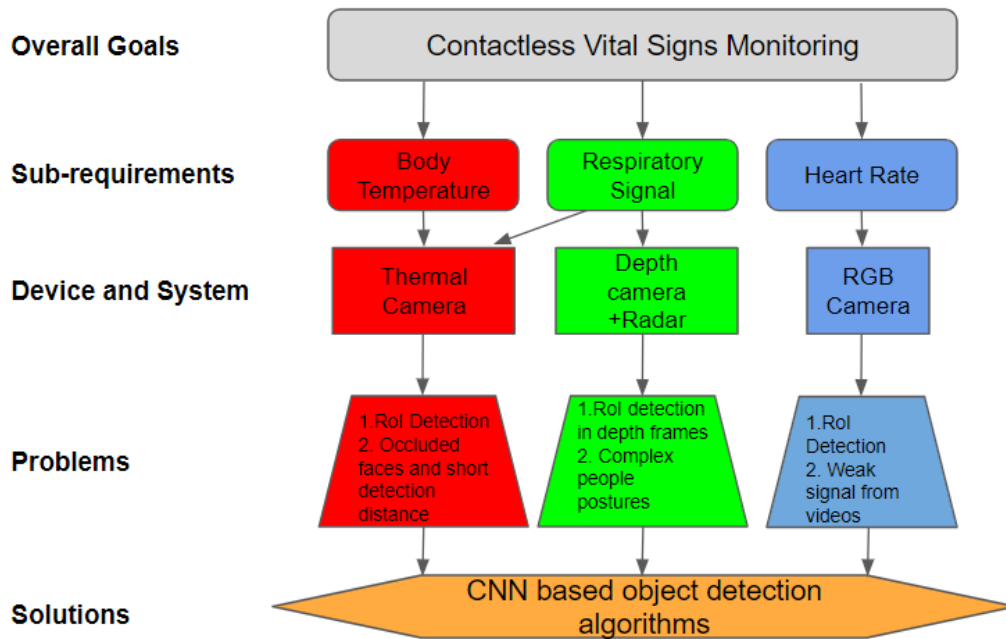 Overall Goals
Contactless Vital Signs Monitoring
Sub-requirements
Body
Temperature
Respiratory
Signal
Heart Rate
Device and System
Thermal
Camera
Depth
camera
+Radar
RGB
Camera
Problems
1.RoI Detection
2. Occluded
faces and short
detection
distance
1.RoI detection
in depth frames
2. Complex
people
postures
1.RoI
Detection
2. Weak
signal from
videos
Solutions
CNN based object detection
algorithms